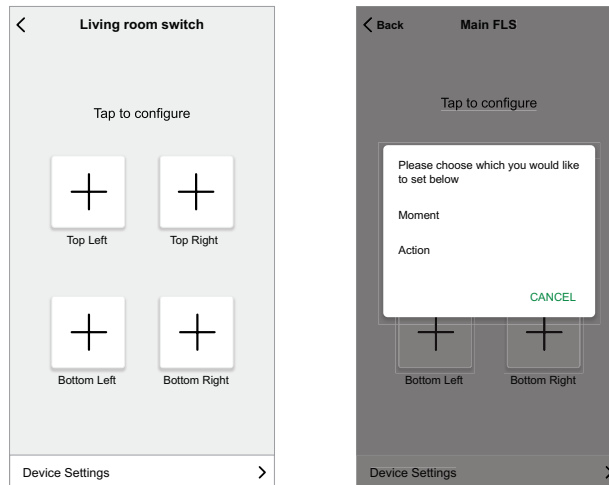 Living room switch
Tap to configure
Top Left
Top Right
Bottom Left
Bottom Right
Device Settings
Back
Main FLS
Tap to configure
Please choose which you would like
to set below
Moment
Action
CANCEL
Bottom Left
Bottom Right
Device Settings